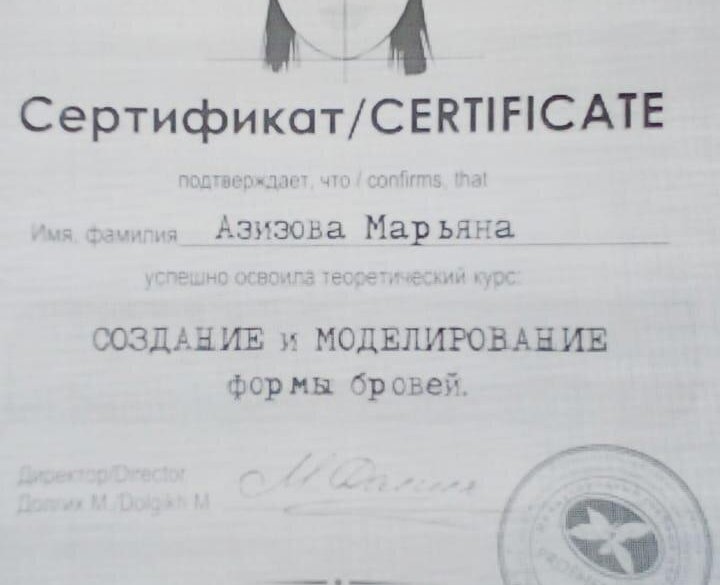 Сертификат/CERTIFICATE
подтверждает, что / confirms, that
Имя, фамилия Азизова Марьяна
успешно освоила теоретический курс:
СОЗДАНИЕ и МОДЕЛИРОВАНИЕ
формы бровей.
Директор/Director
Долгих М./Dolgikh M